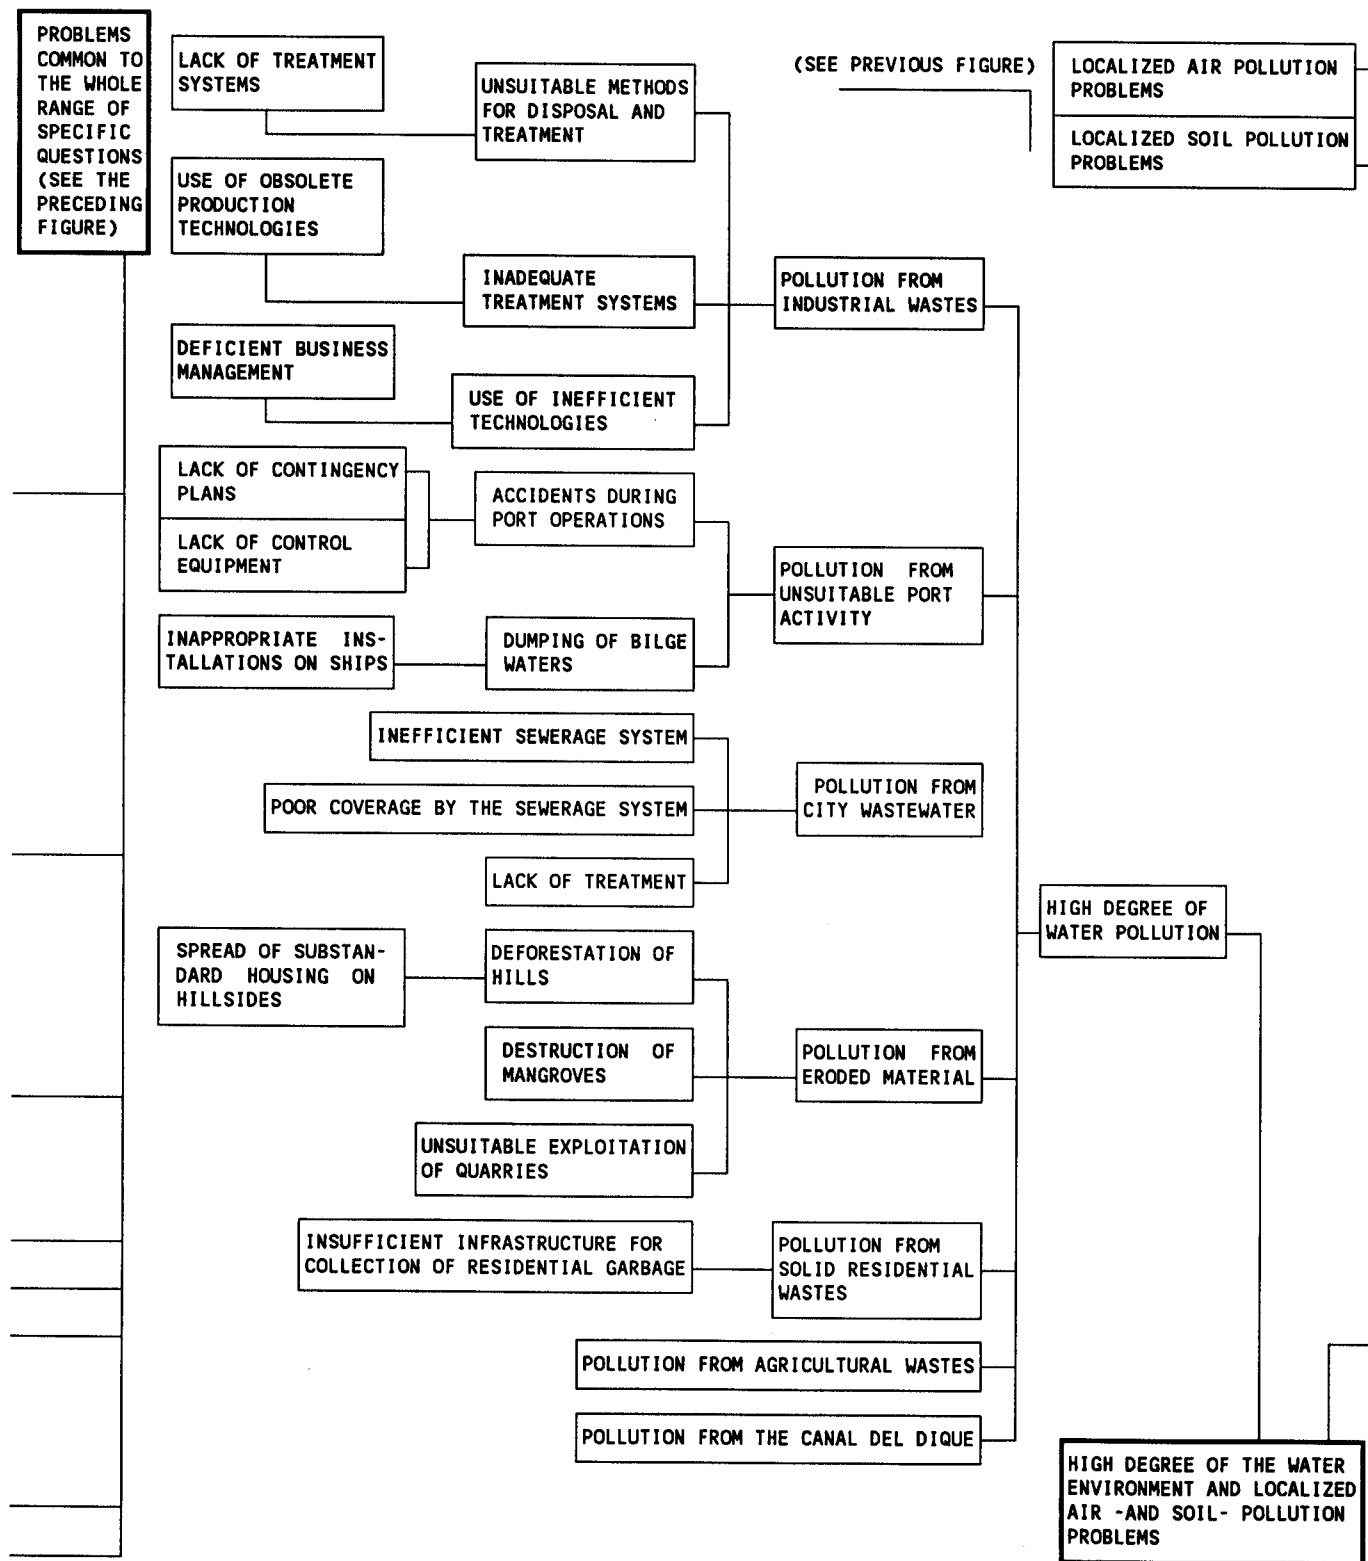 PROBLEMS
COMMON TO
THE WHOLE
RANGE OF
SPECIFIC
QUESTIONS
(SEE THE
PRECEDING
FIGURE)
LACK OF TREATMENT
SYSTEMS
UNSUITABLE METHODS
FOR DISPOSAL AND
TREATMENT
(SEE PREVIOUS FIGURE)
LOCALIZED AIR POLLUTION
PROBLEMS
LOCALIZED SOIL POLLUTION
PROBLEMS
USE OF OBSOLETE
PRODUCTION
TECHNOLOGIES
INADEQUATE
TREATMENT SYSTEMS
POLLUTION FROM
INDUSTRIAL WASTES
DEFICIENT BUSINESS
MANAGEMENT
USE OF INEFFICIENT
TECHNOLOGIES
LACK OF CONTINGENCY
PLANS
LACK OF CONTROL
EQUIPMENT
ACCIDENTS DURING
PORT OPERATIONS
POLLUTION FROM
UNSUITABLE PORT
ACTIVITY
INAPPROPRIATE INS-
TALLATIONS ON SHIPS
DUMPING OF BILGE
WATERS
INEFFICIENT SEWERAGE SYSTEM
POOR COVERAGE BY THE SEWERAGE SYSTEM
POLLUTION FROM
CITY WASTEWATER
LACK OF TREATMENT
HIGH DEGREE OF
WATER POLLUTION
SPREAD OF SUBSTAN-
DARD HOUSING ON
HILLSIDES
DEFORESTATION OF
HILLS
DESTRUCTION OF
MANGROVES
POLLUTION FROM
ERODED MATERIAL
UNSUITABLE EXPLOITATION
OF QUARRIES
INSUFFICIENT INFRASTRUCTURE FOR
COLLECTION OF RESIDENTIAL GARBAGE
POLLUTION FROM
SOLID RESIDENTIAL
WASTES
POLLUTION FROM AGRICULTURAL WASTES
POLLUTION FROM THE CANAL DEL DIQUE
HIGH DEGREE OF THE WATER
ENVIRONMENT AND LOCALIZED
AIR -AND SOIL- POLLUTION
PROBLEMS